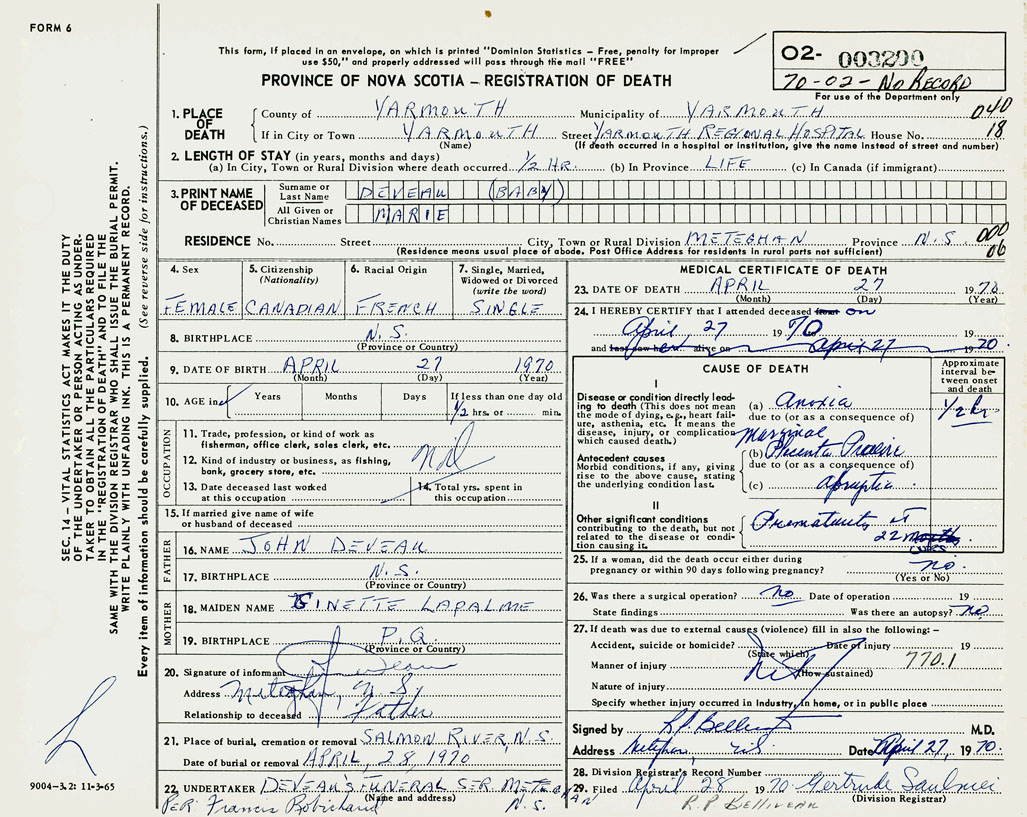 FORM 6
This form, if placed in an envelope, on which is printed "Dominion Statistics – Free, penalty for improper
use $50," and properly addressed will pass through the mail "FREE"
PROVINCE OF NOVA SCOTIA – REGISTRATION OF DEATH
O2- 003200
70-02- NO RECORD
For use of the Department only
1. PLACE OF DEATH
County of YARMOUTH Municipality of YARMOUTH 040
If in City or Town YARMOUTH Street YARMOUTH REGIONAL HOSPITAL House No. 18
(Name) (If death occurred in a hospital or institution, give the name instead of street and number)
2. LENGTH OF STAY (in years, months and days)
(a) In City, Town or Rural Division where death occurred 1/2 HR. (b) In Province LIFE (c) In Canada (if immigrant)
3. PRINT NAME OF DECEASED
Surname or Last Name DEVEAU (BABY)
All Given or Christian Names MARIE
RESIDENCE No. Street City, Town or Rural Division METEGHAN Province N.S. 000
06
(Residence means usual place of abode. Post Office Address for residents in rural parts not sufficient)
4. Sex FEMALE
5. Citizenship (Nationality) CANADIAN
6. Racial Origin FRENCH
7. Single, Married, Widowed or Divorced (write the word) SINGLE
8. BIRTHPLACE N.S.
(Province or Country)
9. DATE OF BIRTH APRIL 27 1970
(Month) (Day) (Year)
10. AGE in Years Months Days If less than one day old
1/2 hrs. or min.
OCCUPATION
11. Trade, profession, or kind of work as
fisherman, office clerk, sales clerk, etc.
12. Kind of industry or business, as fishing,
bank, grocery store, etc.
nil
13. Date deceased last worked
at this occupation
14. Total yrs. spent in
this occupation
15. If married give name of wife
or husband of deceased
FATHER
16. NAME JOHN DEVEAU
17. BIRTHPLACE N.S.
(Province or Country)
MOTHER
18. MAIDEN NAME GINETTE LAPALME
19. BIRTHPLACE P.Q.
(Province or Country)
20. Signature of informant Deveau
Address Meteghan, N.S.
Relationship to deceased Father
21. Place of burial, cremation or removal SALMON RIVER, N.S.
Date of burial or removal APRIL, 28, 1970
22. UNDERTAKER DEVEAU'S FUNERAL SER METEGHAN
(Name and address) N.S.
PER. Francis Robichaud
MEDICAL CERTIFICATE OF DEATH
23. DATE OF DEATH APRIL 27 1970
(Month) (Day) (Year)
24. I HEREBY CERTIFY that I attended deceased from on
April, 27 1970 19
and last saw her alive on April 27 1970.
CAUSE OF DEATH
Approximate interval between onset and death
I
Disease or condition directly leading to death (This does not mean the mode of dying, e.g., heart failure, asthenia, etc. It means the disease, injury, or complication which caused death.)
(a) Anoxia 1/2 hr
due to (or as a consequence of)
Marginal
Antecedent causes
Morbid conditions, if any, giving rise to the above cause, stating the underlying condition last.
(b) Placenta Praevia
due to (or as a consequence of)
(c) Abruptia
II
Other significant conditions contributing to the death, but not related to the disease or condition causing it.
Prematurity at
22 months
wks
25. If a woman, did the death occur either during
pregnancy or within 90 days following pregnancy? no.
(Yes or No)
26. Was there a surgical operation? no Date of operation 19
State findings Was there an autopsy? no
27. If death was due to external causes (violence) fill in also the following: –
Accident, suicide or homicide? Date of injury 19
(State which)
Manner of injury 770.1
(How sustained)
Nature of injury
Specify whether injury occurred in industry, in home, or in public place
Signed by M.D.
Address Meteghan, N.S. Date April 27, 1970.
28. Division Registrar's Record Number
29. Filed April 28 1970 Gertrude Saulnier
(Division Registrar)
R.P. BELLIVEAU
SEC. 14 – VITAL STATISTICS ACT MAKES IT THE DUTY
OF THE UNDERTAKER OR PERSON ACTING AS UNDER-
TAKER TO OBTAIN ALL THE PARTICULARS REQUIRED
IN THE "REGISTRATION OF DEATH" AND TO FILE THE
SAME WITH THE DIVISION REGISTRAR WHO SHALL ISSUE THE BURIAL PERMIT.
WRITE PLAINLY WITH UNFADING INK. THIS IS A PERMANENT RECORD.
Every item of information should be carefully supplied. (See reverse side for instructions.)
9004-3.2: 11-3-65